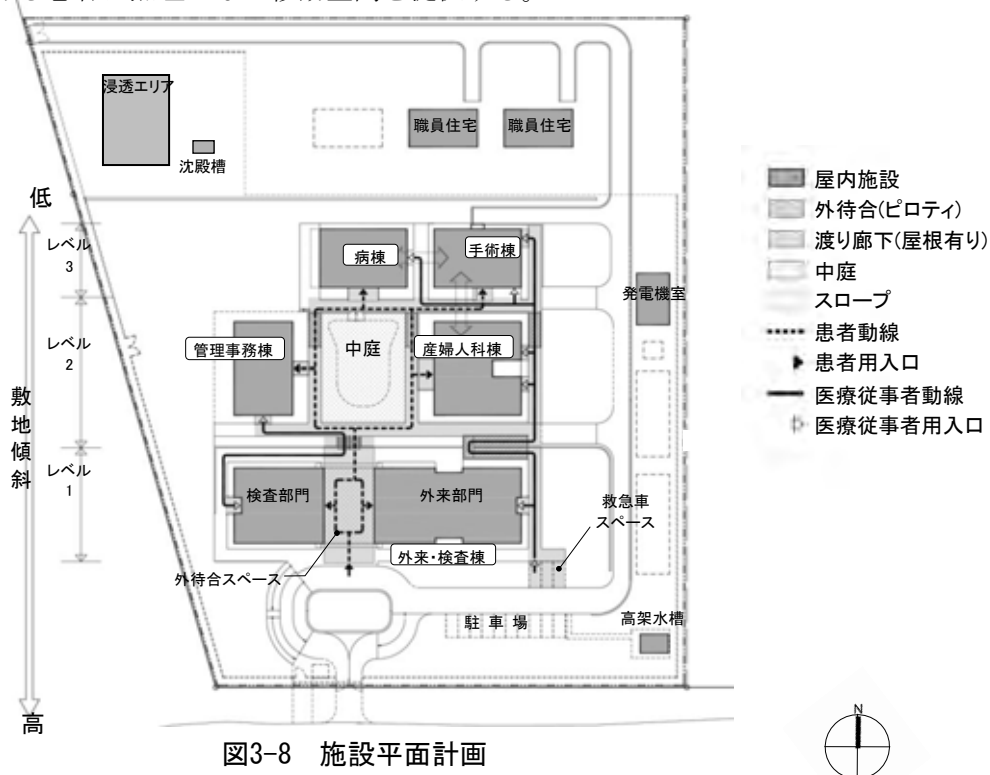 浸透エリア
沈殿槽
職員住宅
職員住宅
低
レベル
3
病棟
手術棟
発電機室
レベル
2
管理事務棟
中庭
産婦人科棟
敷地傾斜
レベル
1
検査部門
外来部門
救急車
スペース
外来・検査棟
外待合スペース
駐車場
高架水槽
高
屋内施設
外待合(ピロティ)
渡り廊下(屋根有り)
中庭
スロープ
患者動線
患者用入口
医療従事者動線
医療従事者用入口
N
図3-8 施設平面計画